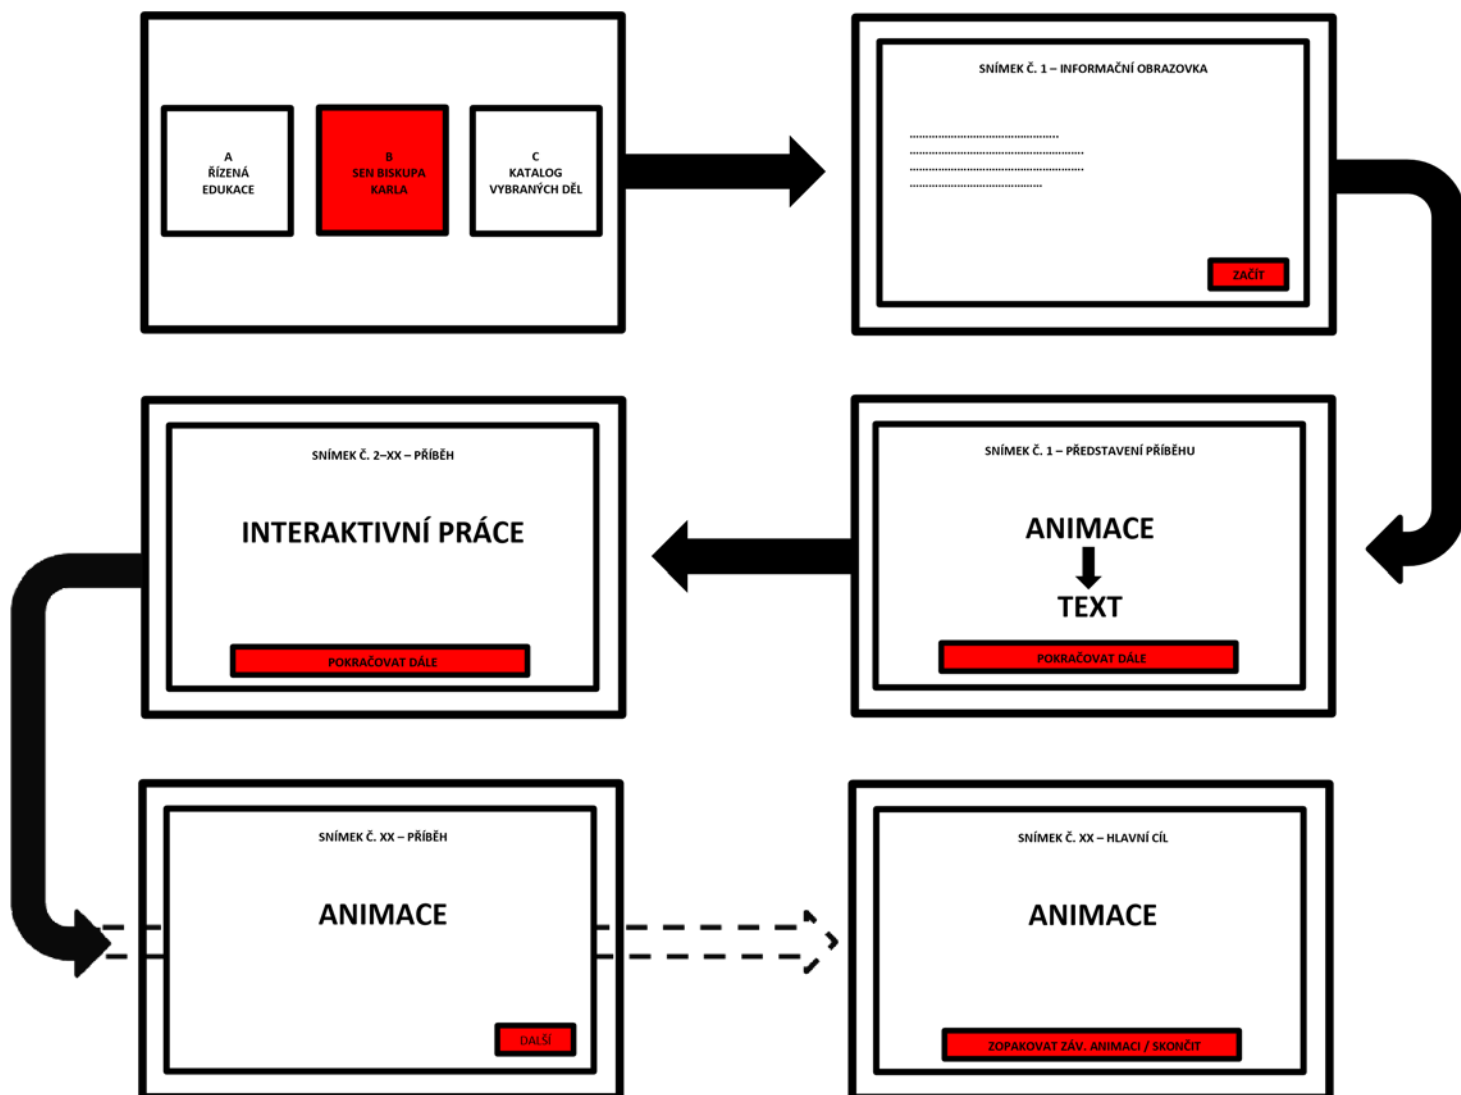 A
ŘÍZENÁ
EDUKACE
B
SEN BISKUPA
KARLA
C
KATALOG
VYBRANÝCH DĚL
SNÍMEK Č. 1 – INFORMAČNÍ OBRAZOVKA
ZAČÍT
SNÍMEK Č. 1 – PŘEDSTAVENÍ PŘÍBĚHU
ANIMACE
TEXT
POKRAČOVAT DÁLE
SNÍMEK Č. 2–XX – PŘÍBĚH
INTERAKTIVNÍ PRÁCE
POKRAČOVAT DÁLE
SNÍMEK Č. XX – PŘÍBĚH
ANIMACE
DALŠÍ
SNÍMEK Č. XX – HLAVNÍ CÍL
ANIMACE
ZOPAKOVAT ZÁV. ANIMACI / SKONČIT